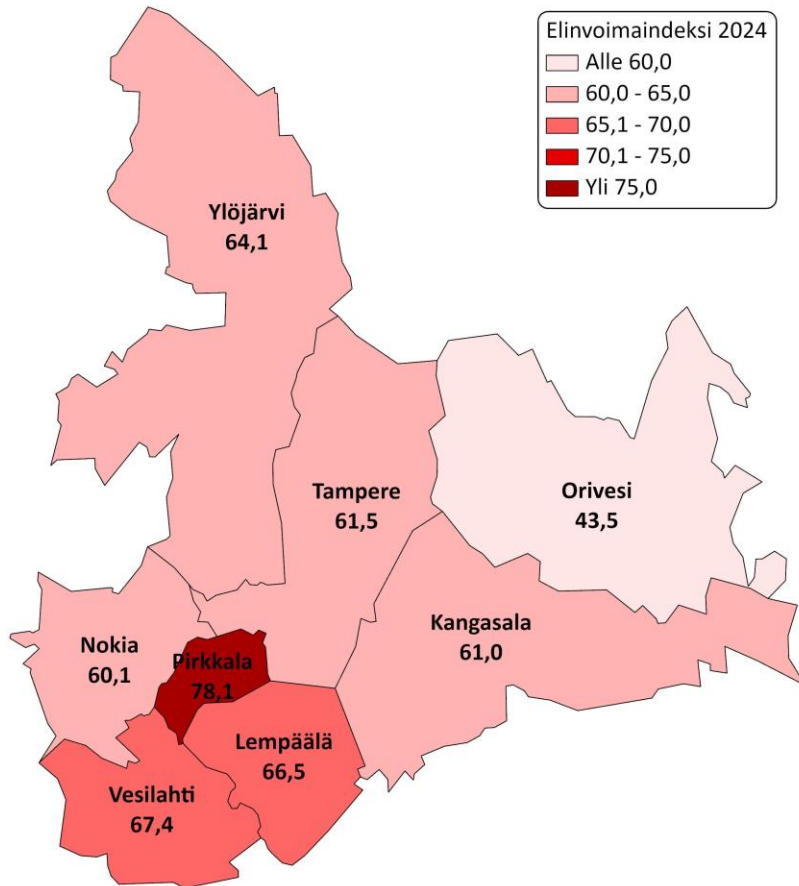 Elinvoimaindeksi 2024
Alle 60,0
60,0 - 65,0
65,1 - 70,0
70,1 - 75,0
Yli 75,0
Ylöjärvi
64,1
Tampere
61,5
Orivesi
43,5
Kangasala
61,0
Nokia
60,1
Pirkkala
78,1
Lempäälä
66,5
Vesilahti
67,4